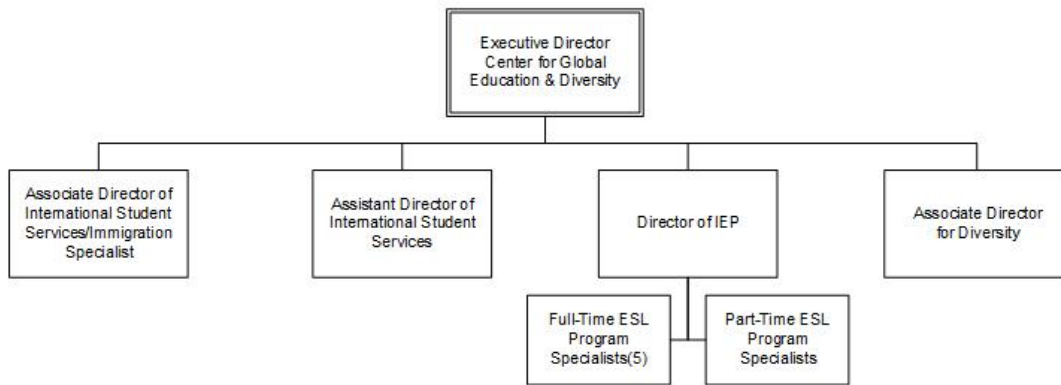 Executive Director
Center for Global
Education & Diversity
Associate Director of
International Student
Services/Immigration
Specialist
Assistant Director of
International Student
Services
Director of IEP
Associate Director
for Diversity
Full-Time ESL
Program
Specialists(5)
Part-Time ESL
Program
Specialists